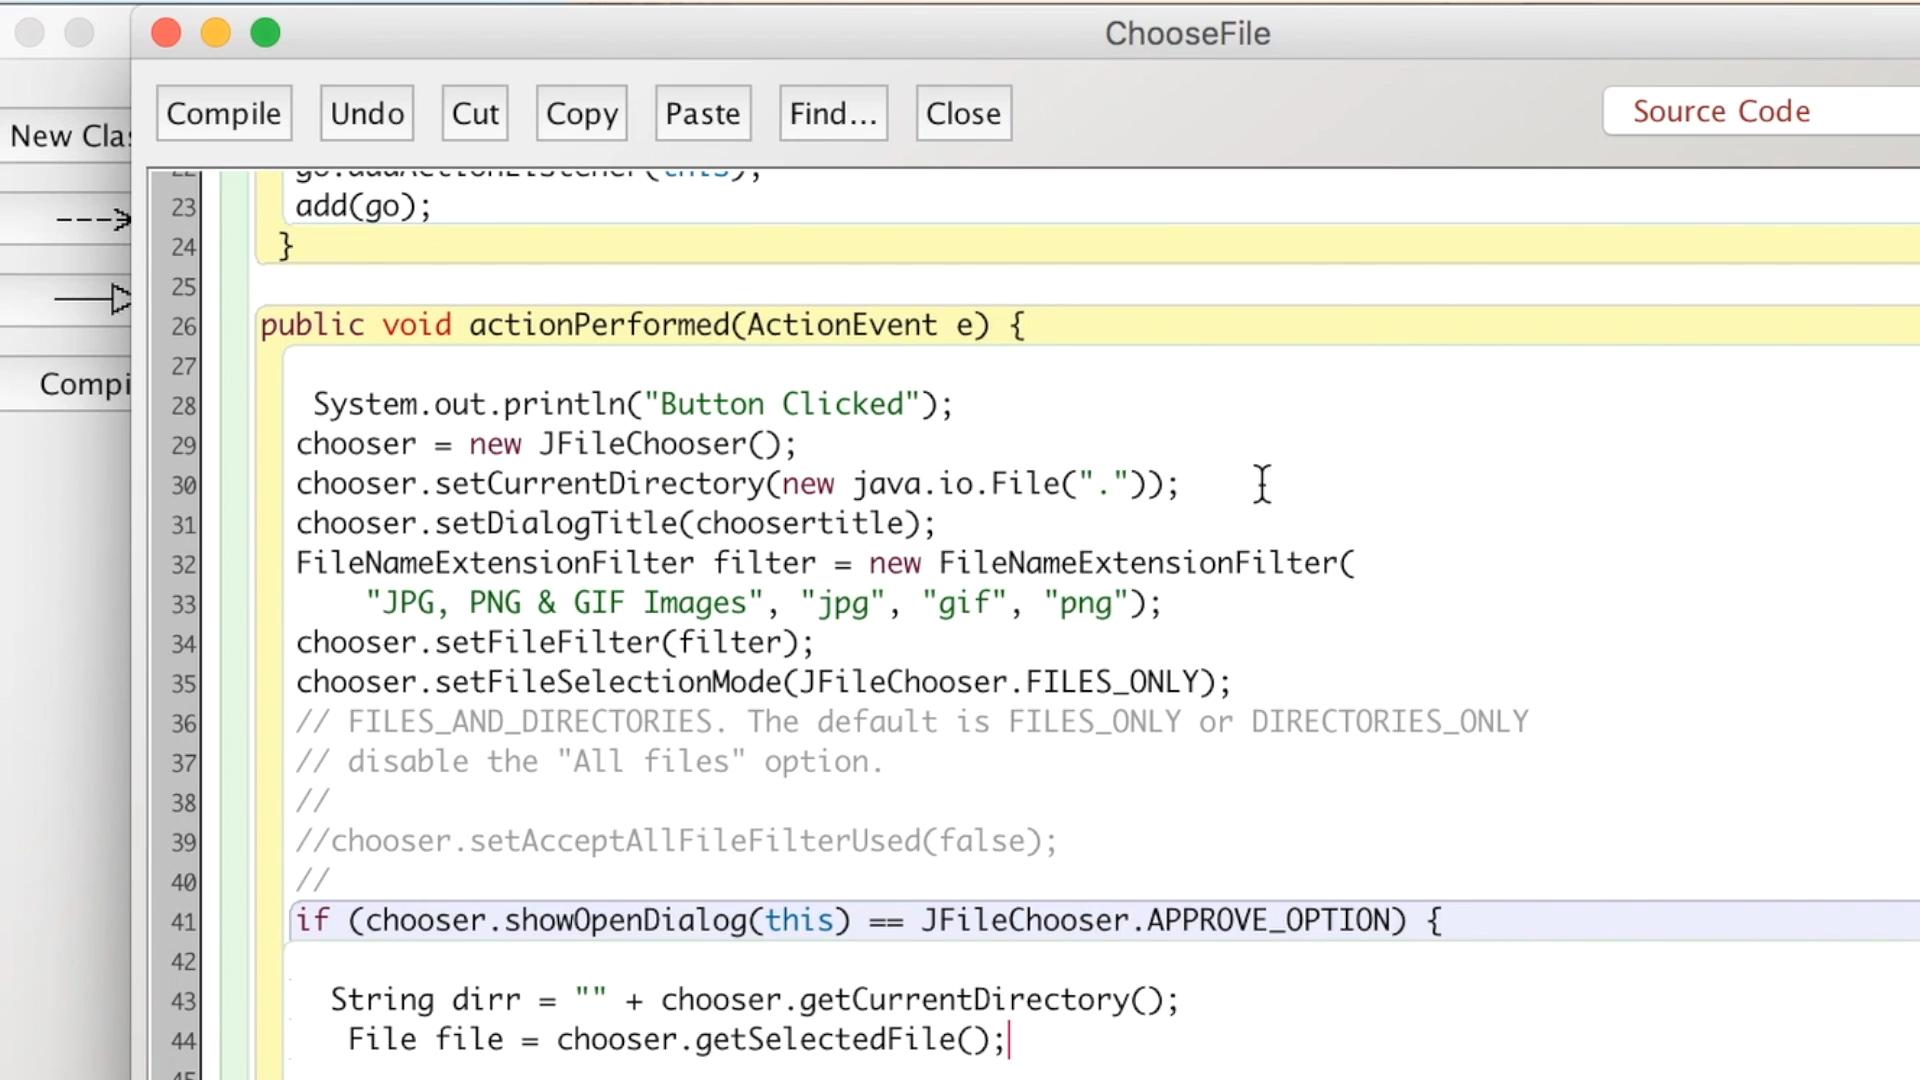 ChooseFile
Compile Undo Cut Copy Paste Find... Close Source Code
New Clas
Compi
22 go.addActionListener(this);
23 add(go);
24 }
25
26 public void actionPerformed(ActionEvent e) {
27
28 System.out.println("Button Clicked");
29 chooser = new JFileChooser();
30 chooser.setCurrentDirectory(new java.io.File("."));
31 chooser.setDialogTitle(choosertitle);
32 FileNameExtensionFilter filter = new FileNameExtensionFilter(
33 "JPG, PNG & GIF Images", "jpg", "gif", "png");
34 chooser.setFileFilter(filter);
35 chooser.setFileSelectionMode(JFileChooser.FILES_ONLY);
36 // FILES_AND_DIRECTORIES. The default is FILES_ONLY or DIRECTORIES_ONLY
37 // disable the "All files" option.
38 //
39 //chooser.setAcceptAllFileFilterUsed(false);
40 //
41 if (chooser.showOpenDialog(this) == JFileChooser.APPROVE_OPTION) {
42
43 String dirr = "" + chooser.getCurrentDirectory();
44 File file = chooser.getSelectedFile();
45